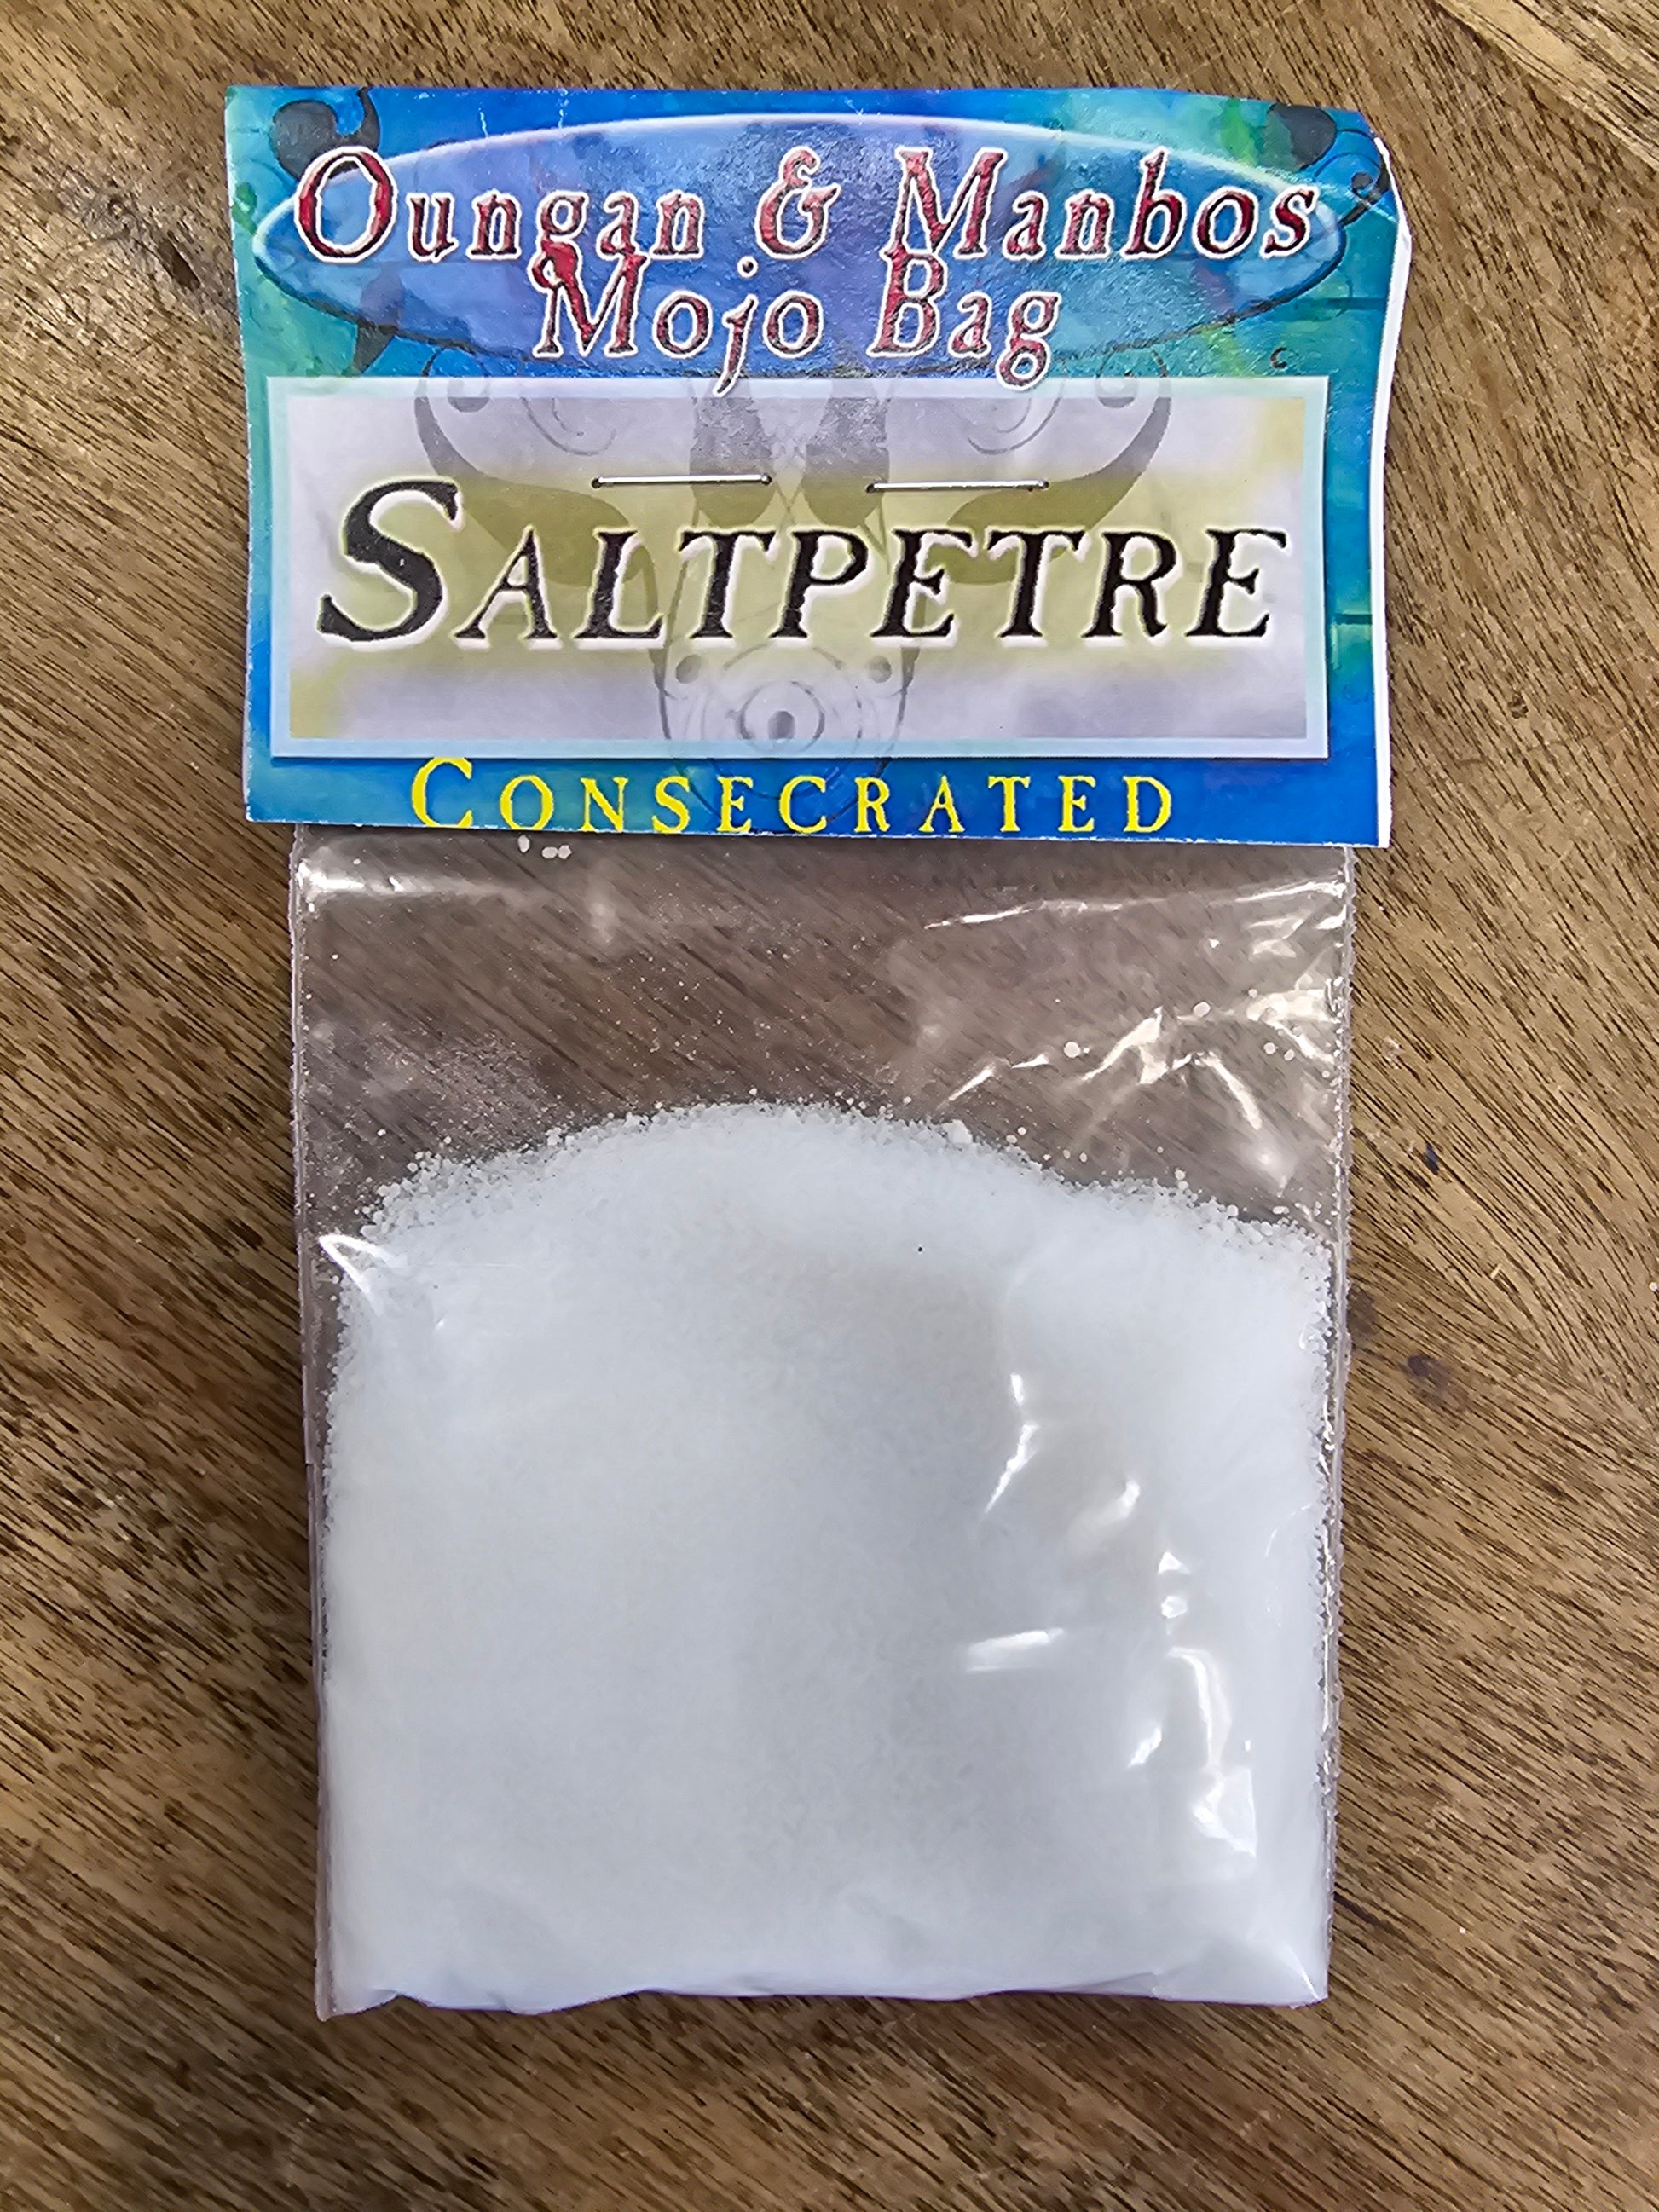 Oungan & Manbos
Mojo Bag
SALTPETRE
CONSECRATED